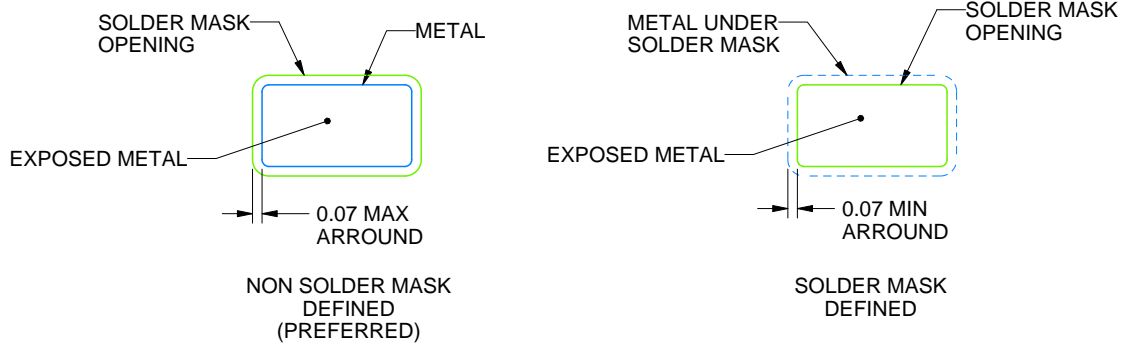 SOLDER MASK
OPENING
METAL
EXPOSED METAL
0.07 MAX
ARROUND
NON SOLDER MASK
DEFINED
(PREFERRED)
METAL UNDER
SOLDER MASK
SOLDER MASK
OPENING
EXPOSED METAL
0.07 MIN
ARROUND
SOLDER MASK
DEFINED